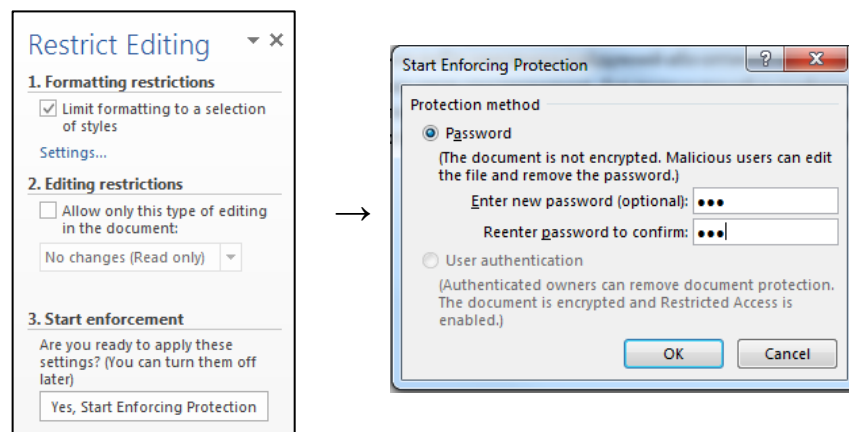 Restrict Editing
1. Formatting restrictions
Limit formatting to a selection
of styles
Settings...
2. Editing restrictions
Allow only this type of editing
in the document:
No changes (Read only)
3. Start enforcement
Are you ready to apply these
settings? (You can turn them off
later)
Yes, Start Enforcing Protection
→
Start Enforcing Protection
?
Protection method
Password
(The document is not encrypted. Malicious users can edit
the file and remove the password.)
Enter new password (optional): ●●●
Reenter password to confirm: ●●●
User authentication
(Authenticated owners can remove document protection.
The document is encrypted and Restricted Access is
enabled.)
OK
Cancel